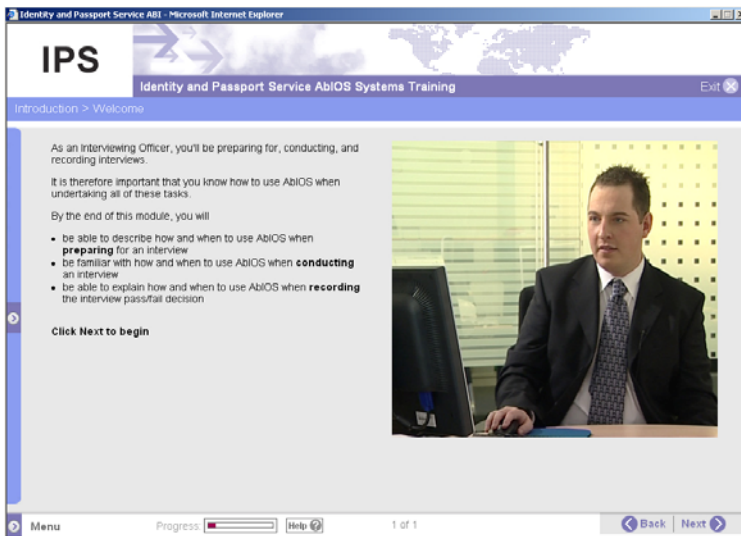 Identity and Passport Service ABI - Microsoft Internet Explorer
IPS
Identity and Passport Service AbIOS Systems Training
Exit
Introduction > Welcome
As an Interviewing Officer, you'll be preparing for, conducting, and
recording interviews.
It is therefore important that you know how to use AbIOS when
undertaking all of these tasks.
By the end of this module, you will
• be able to describe how and when to use AbIOS when
preparing for an interview
• be familiar with how and when to use AbIOS when conducting
an interview
• be able to explain how and when to use AbIOS when recording
the interview pass/fail decision
Click Next to begin
Menu
Progress:
Help ?
1 of 1
Back
Next